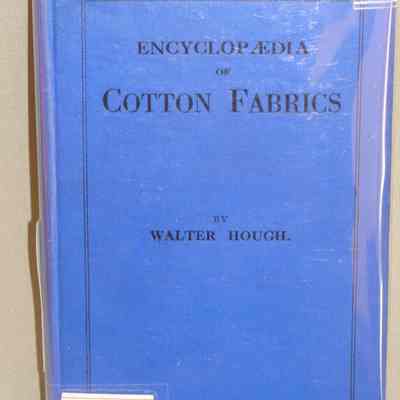 ENCYCLOPÆDIA
OF
COTTON FABRICS
BY
WALTER HOUGH.